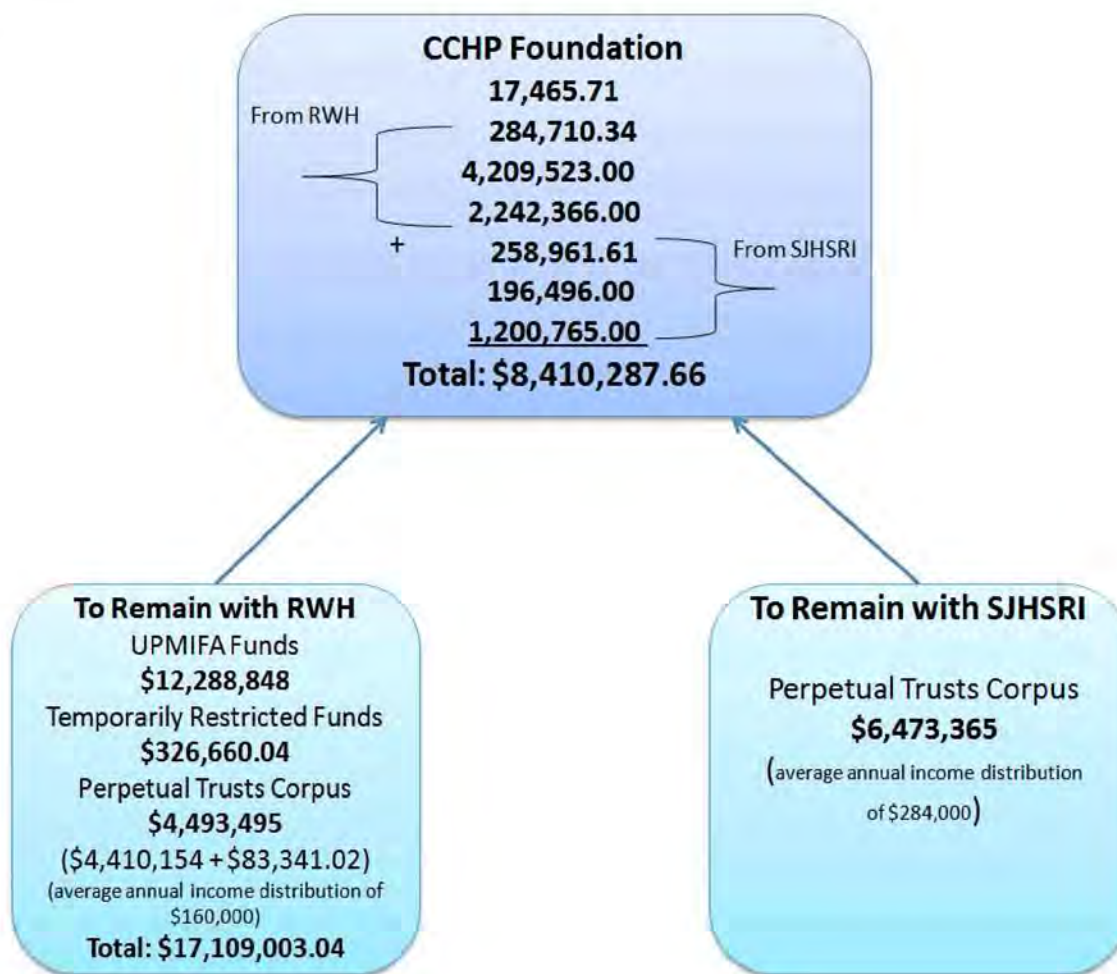 CCHP Foundation
17,465.71
From RWH
284,710.34
4,209,523.00
2,242,366.00
+
258,961.61
From SJHSRI
196,496.00
1,200,765.00
Total: $8,410,287.66
To Remain with RWH
UPMIFA Funds
$12,288,848
Temporarily Restricted Funds
$326,660.04
Perpetual Trusts Corpus
$4,493,495
($4,410,154 + $83,341.02)
(average annual income distribution of
$160,000)
Total: $17,109,003.04
To Remain with SJHSRI
Perpetual Trusts Corpus
$6,473,365
(average annual income distribution
of $284,000)